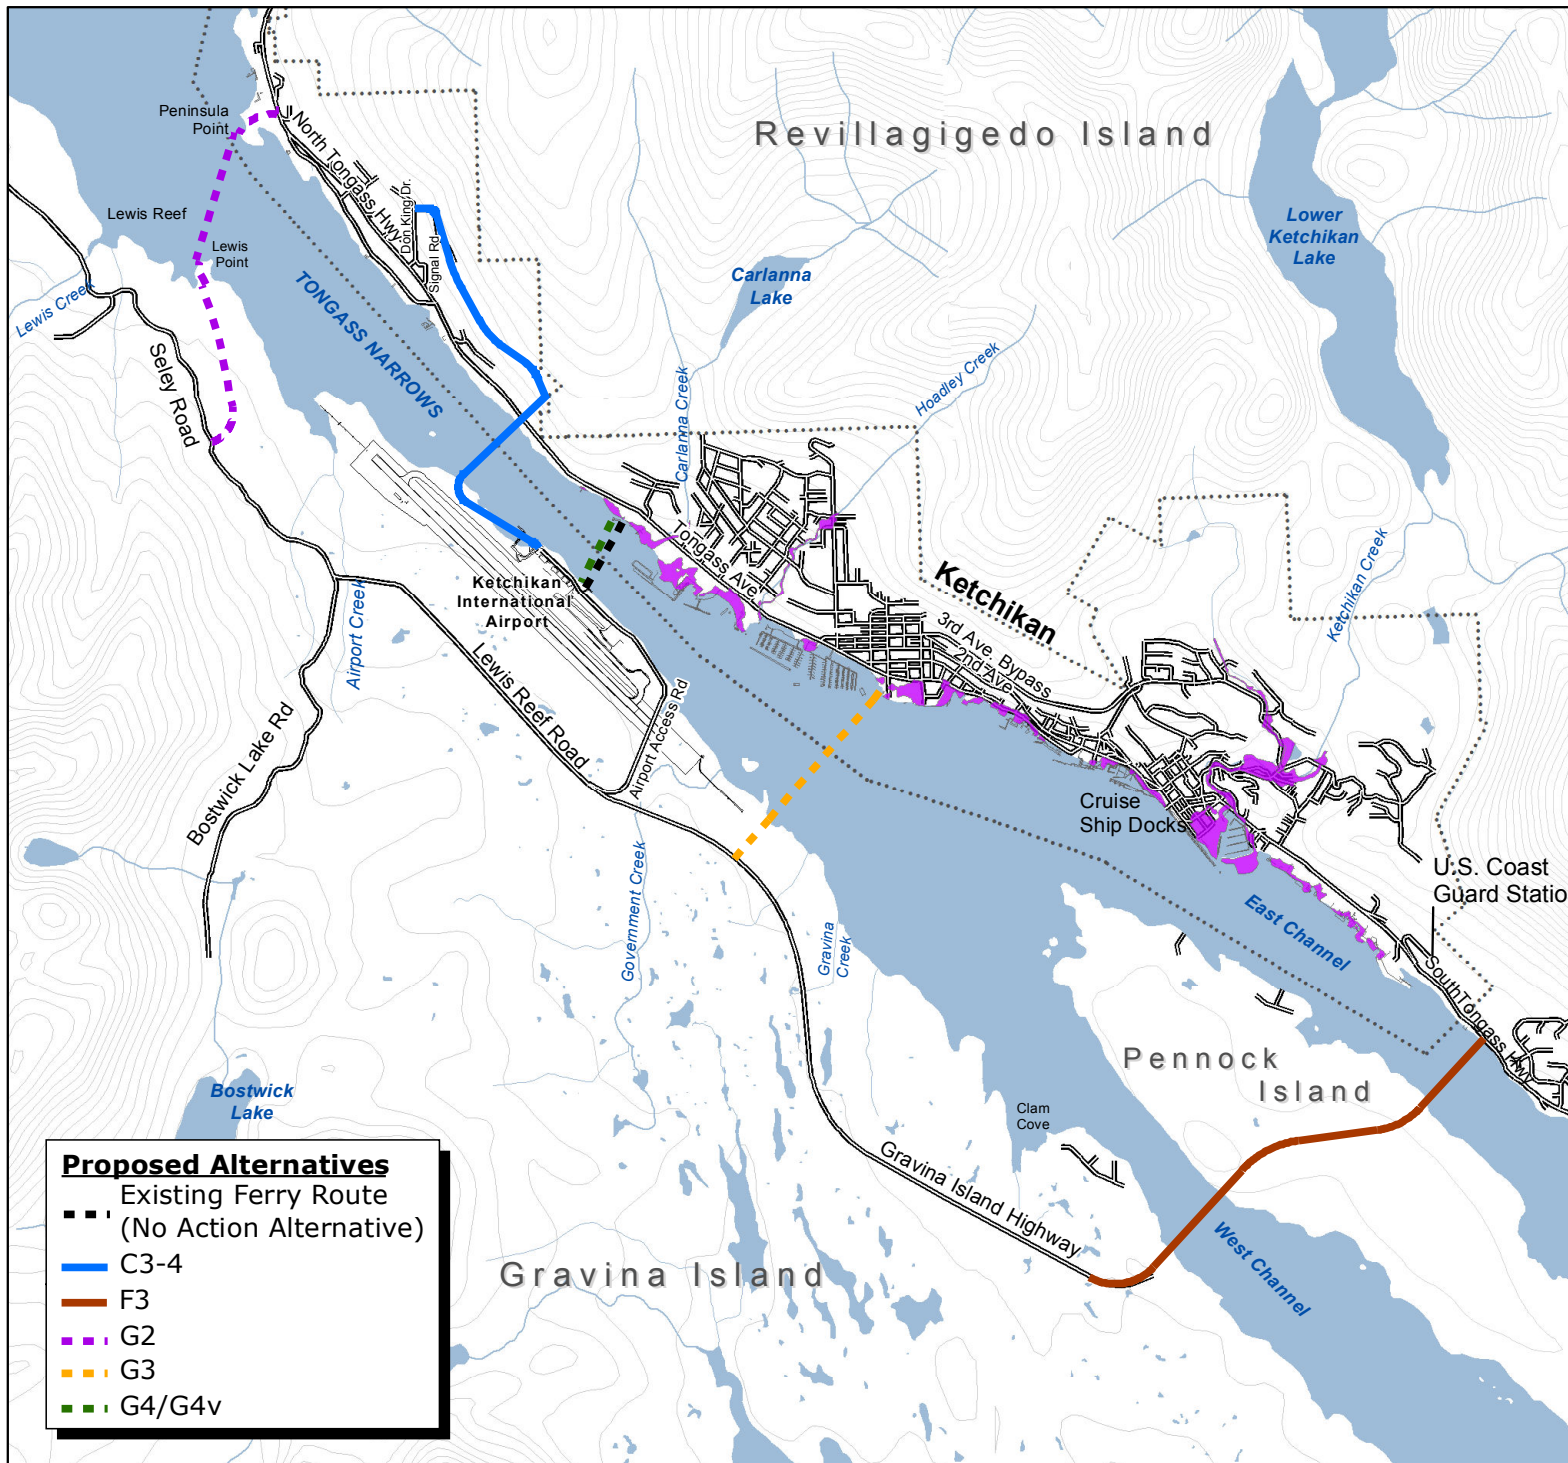 Revillagigedo Island
Peninsula
Point
North Tongass Hwy
Don King Dr.
Signal Rd
Lewis Reef
Lewis
Point
Lower
Ketchikan
Lake
Carlanna
Lake
Lewis Creek
TONGASS NARROWS
Seley Road
Hoadley Creek
Carlanna Creek
Tongass Ave
Ketchikan
3rd Ave. Bypass
2nd Ave
Ketchikan Creek
Ketchikan
International
Airport
Airport Creek
Lewis Reef Road
Airport Access Rd
Bostwick Lake Rd
Cruise
Ship Docks
U.S. Coast
Guard Statio
East Channel
Government Creek
Gravina
Creek
South Tongass Hwy
Pennock
Island
Bostwick
Lake
Clam
Cove
Gravina Island Highway
West Channel
Gravina Island
Proposed Alternatives
Existing Ferry Route
(No Action Alternative)
C3-4
F3
G2
G3
G4/G4v